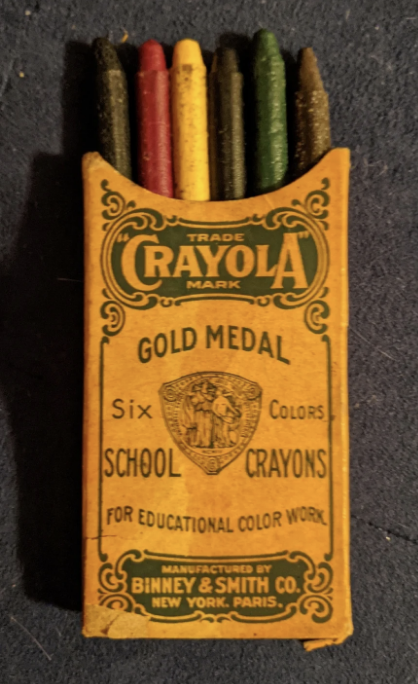 TRADE
"CRAYOLA"
MARK
GOLD MEDAL
SIX COLORS
SCHOOL CRAYONS
FOR EDUCATIONAL COLOR WORK.
MANUFACTURED BY
BINNEY & SMITH CO.
NEW YORK. PARIS.